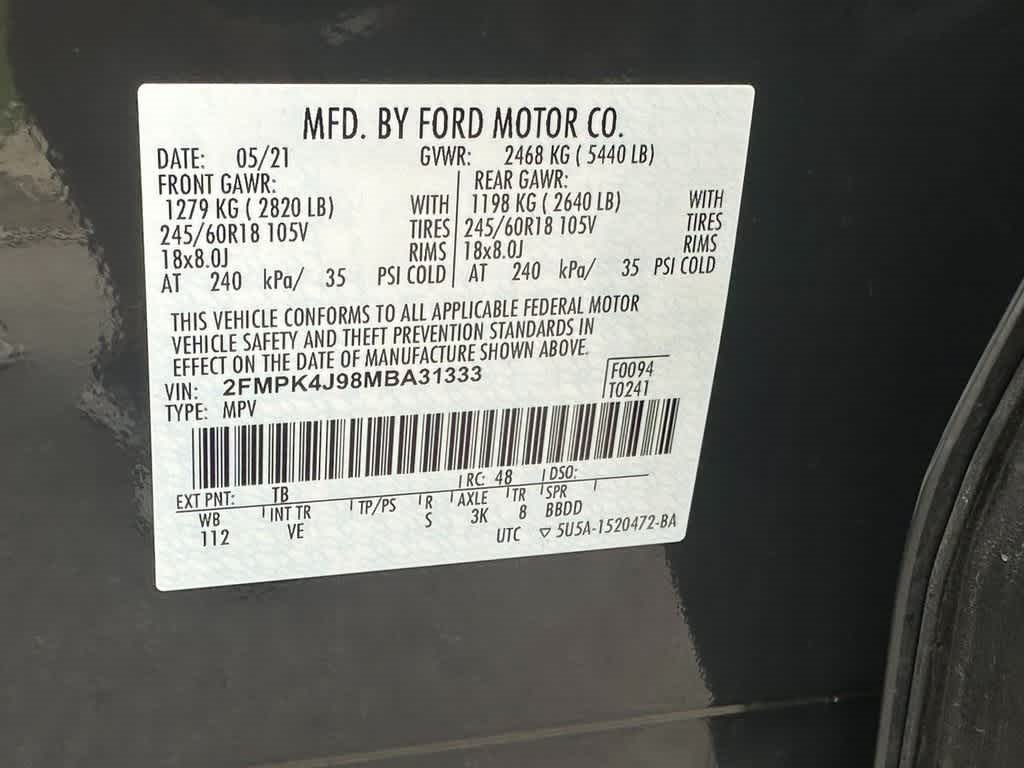 MFD. BY FORD MOTOR CO.
DATE: 05/21 GVWR: 2468 KG ( 5440 LB)
FRONT GAWR: REAR GAWR:
1279 KG ( 2820 LB) WITH 1198 KG ( 2640 LB) WITH
245/60R18 105V TIRES 245/60R18 105V TIRES
18x8.0J RIMS 18x8.0J RIMS
AT 240 kPa/ 35 PSI COLD AT 240 kPa/ 35 PSI COLD
THIS VEHICLE CONFORMS TO ALL APPLICABLE FEDERAL MOTOR
VEHICLE SAFETY AND THEFT PREVENTION STANDARDS IN
EFFECT ON THE DATE OF MANUFACTURE SHOWN ABOVE.
VIN: 2FMPK4J98MBA31333 F0094
TYPE: MPV T0241
EXT PNT: TB RC: 48 DSO:
WB INT TR TP/PS R AXLE TR SPR
112 VE S 3K 8 BBDD
UTC ▽ 5U5A-1520472-BA